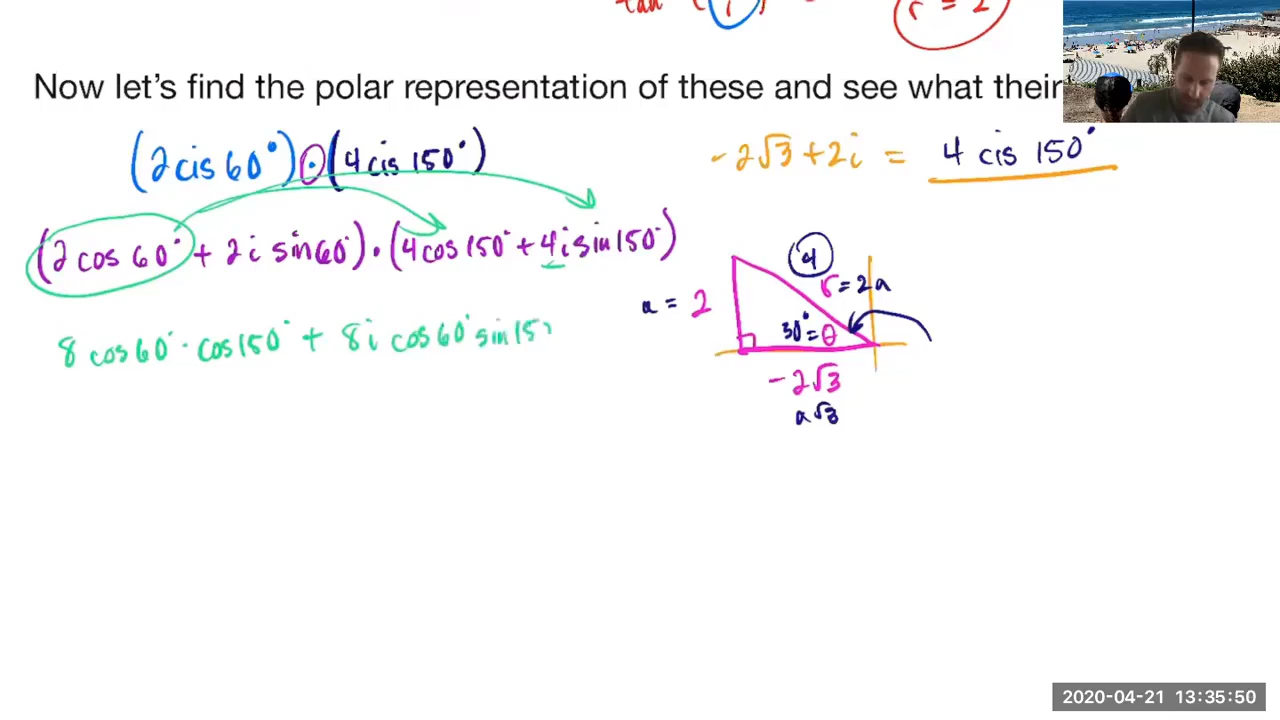 tan
r = 2
Now let's find the polar representation of these and see what their
(2 cis 60°) · (4 cis 150°)
-2√3 + 2i = 4 cis 150°
(2 cos 60° + 2i sin 60°) · (4 cos 150° + 4i sin 150°)
4
r = 2a
a = 2
30° = θ
8 cos 60° · cos 150° + 8i cos 60° sin 15
-2√3
a√3
2020-04-21 13:35:50